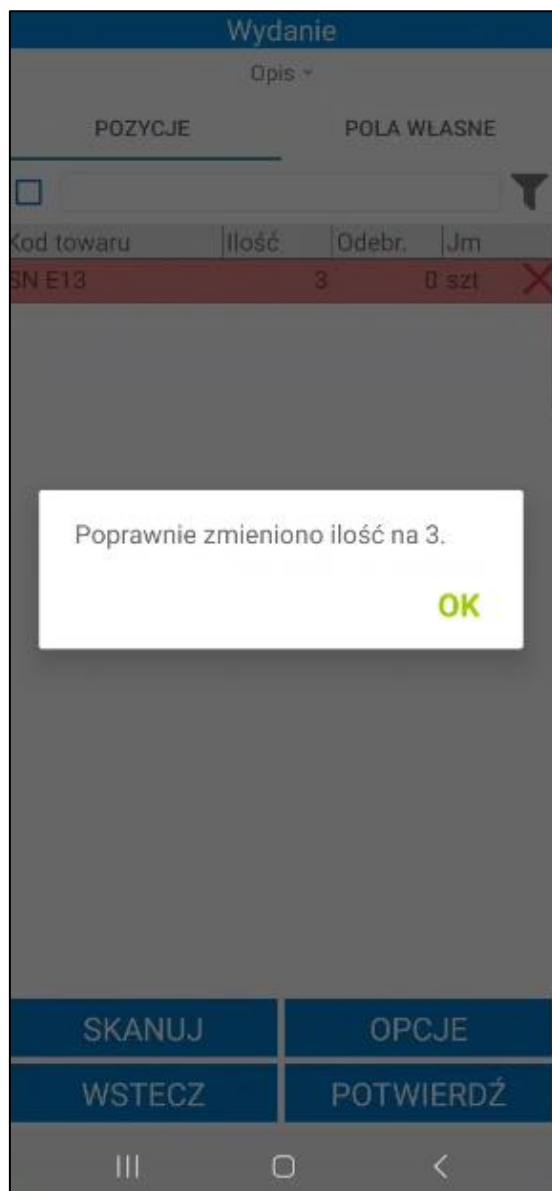 Wydanie
Opis
POZYCJE POLA WŁASNE
Kod towaru Ilość Odebr. Jm
SN E13 3 0 szt
Poprawnie zmieniono ilość na 3.
OK
SKANUJ OPCJE
WSTECZ POTWIERDŹ